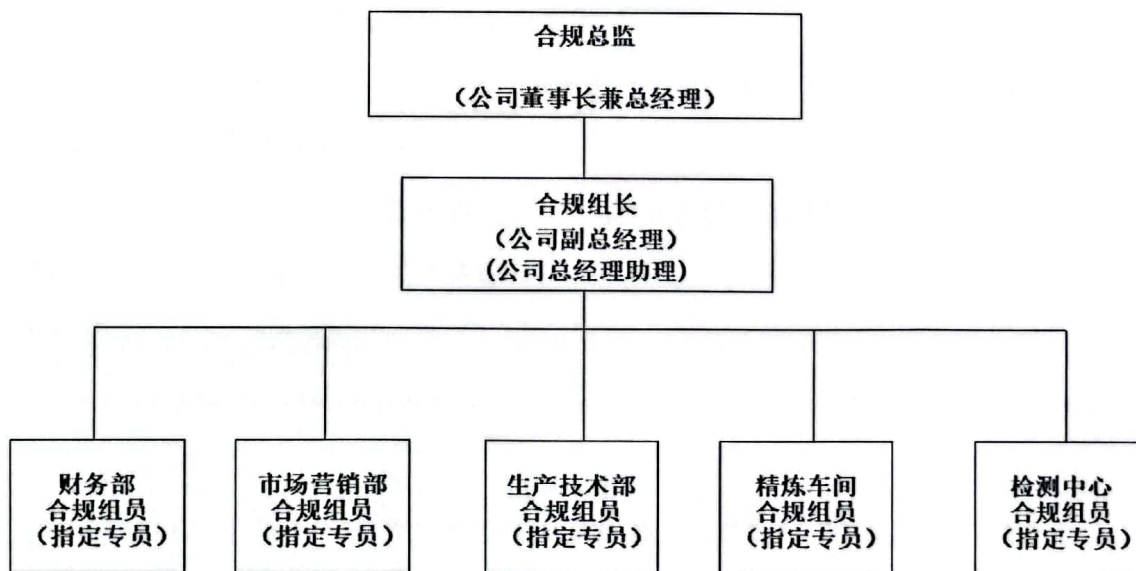 合规总监
（公司董事长兼总经理）
合规组长
（公司副总经理）
(公司总经理助理)
财务部
合规组员
（指定专员）
市场营销部
合规组员
（指定专员）
生产技术部
合规组员
（指定专员）
精炼车间
合规组员
（指定专员）
检测中心
合规组员
（指定专员）